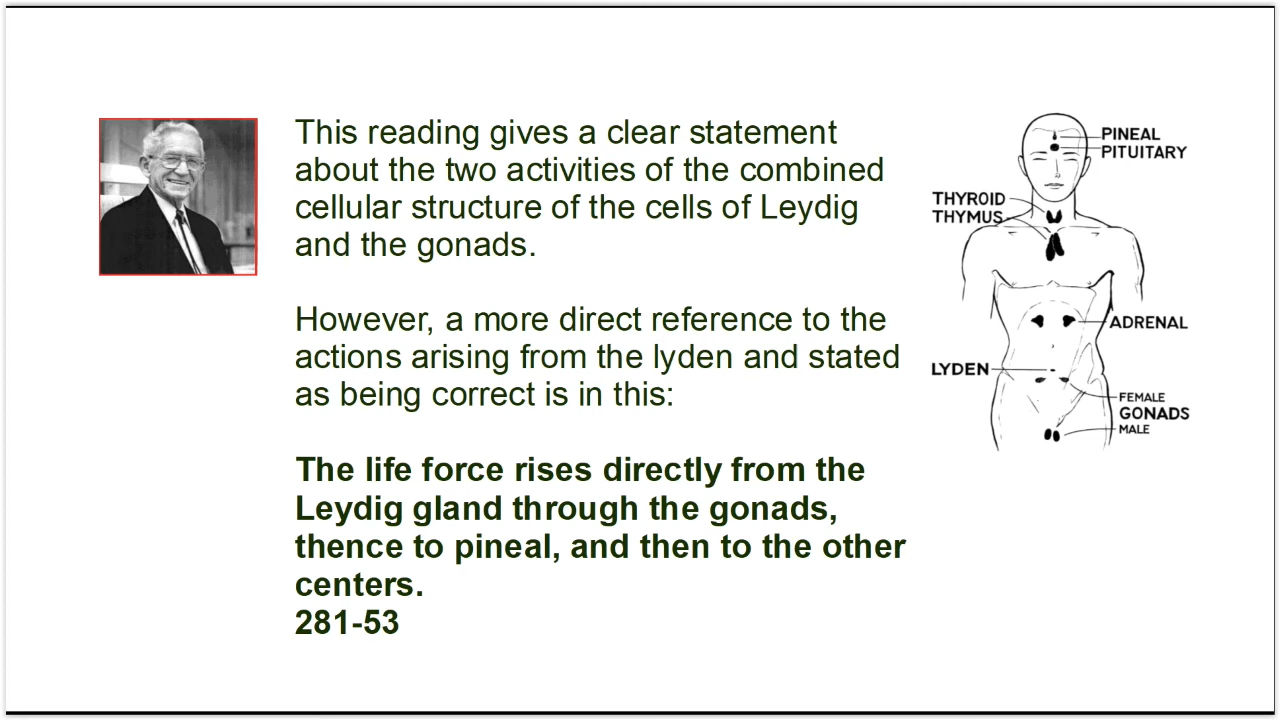 This reading gives a clear statement
about the two activities of the combined
cellular structure of the cells of Leydig
and the gonads.
However, a more direct reference to the
actions arising from the lyden and stated
as being correct is in this:
The life force rises directly from the
Leydig gland through the gonads,
thence to pineal, and then to the other
centers.
281-53
PINEAL
PITUITARY
THYROID
THYMUS
ADRENAL
LYDEN
FEMALE
GONADS
MALE